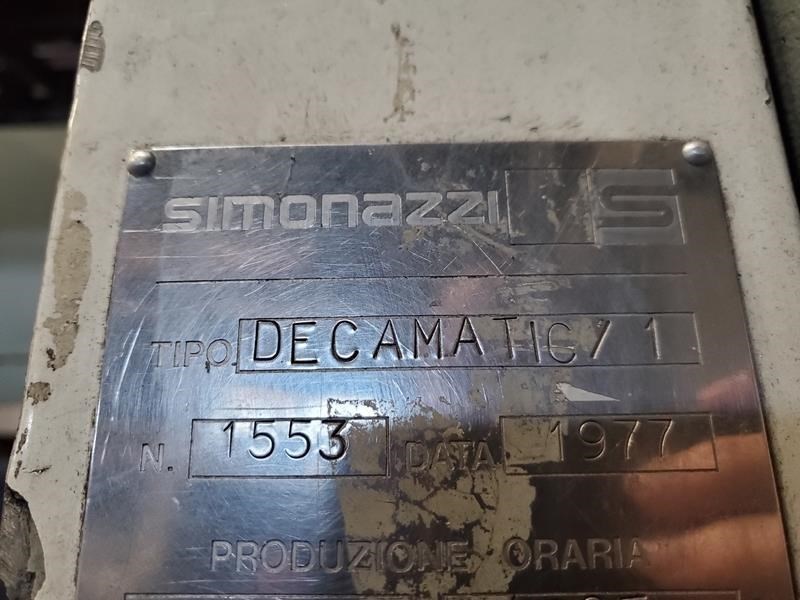 simonazzi S
TIPO DECAMATIC/1
N. 1553 DATA 1977
PRODUZIONE ORARIA